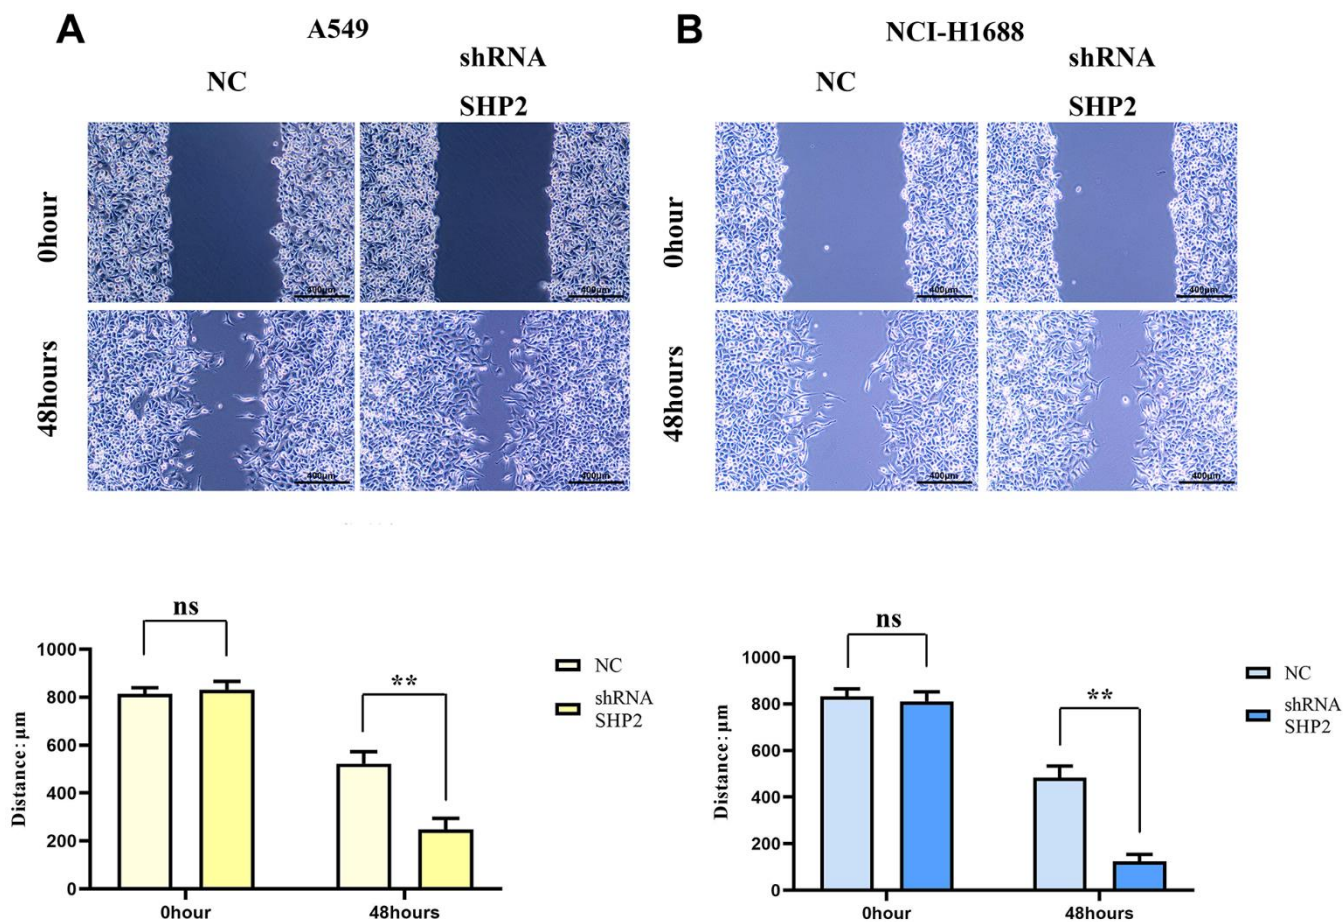 A
A549
NC
shRNA
SHP2
0hour
400μm
400μm
48hours
400μm
400μm
B
NCI-H1688
NC
shRNA
SHP2
0hour
400μm
400μm
48hours
400μm
400μm
ns
**
1000
800
600
400
200
0
Distance: μm
0hour
48hours
NC
shRNA
SHP2
ns
**
1000
800
600
400
200
0
Distance: μm
0hour
48hours
NC
shRNA
SHP2